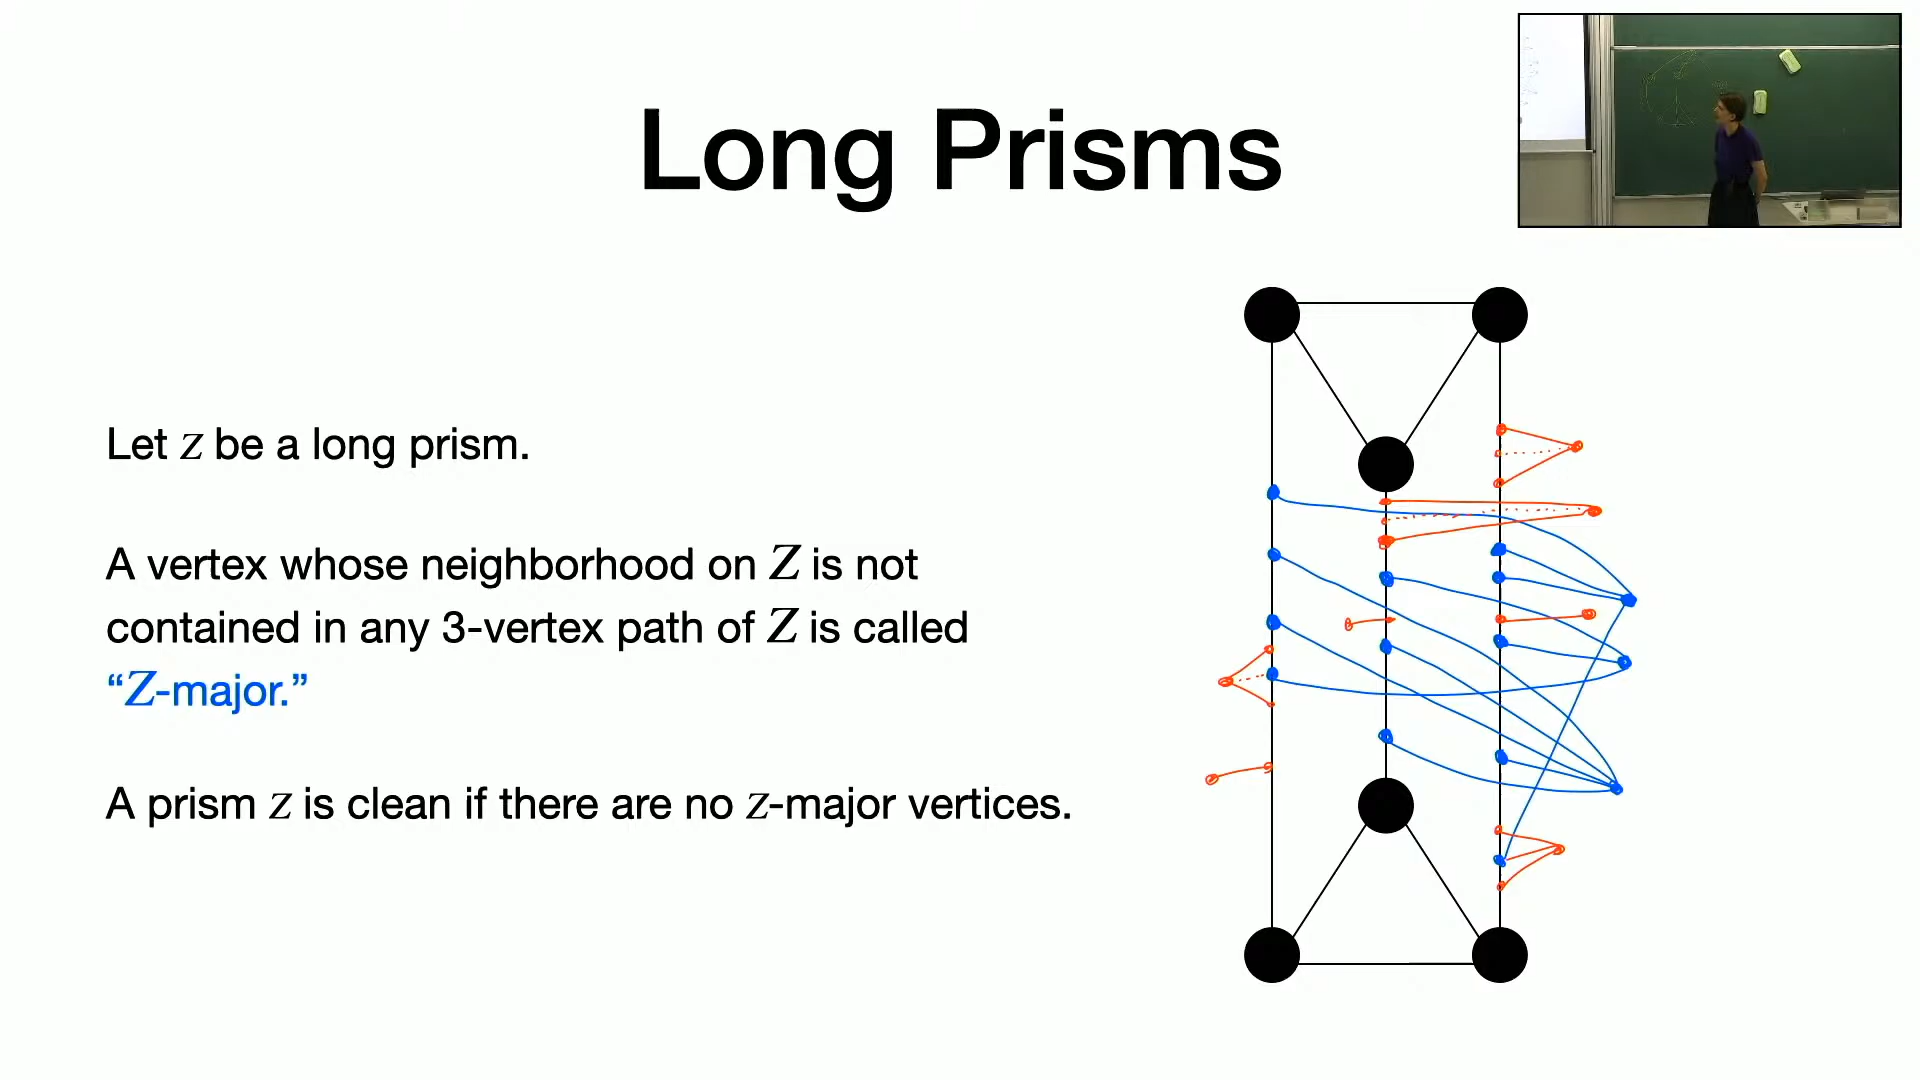 Long Prisms
Let z be a long prism.
A vertex whose neighborhood on Z is not
contained in any 3-vertex path of Z is called
“Z-major.”
A prism z is clean if there are no z-major vertices.